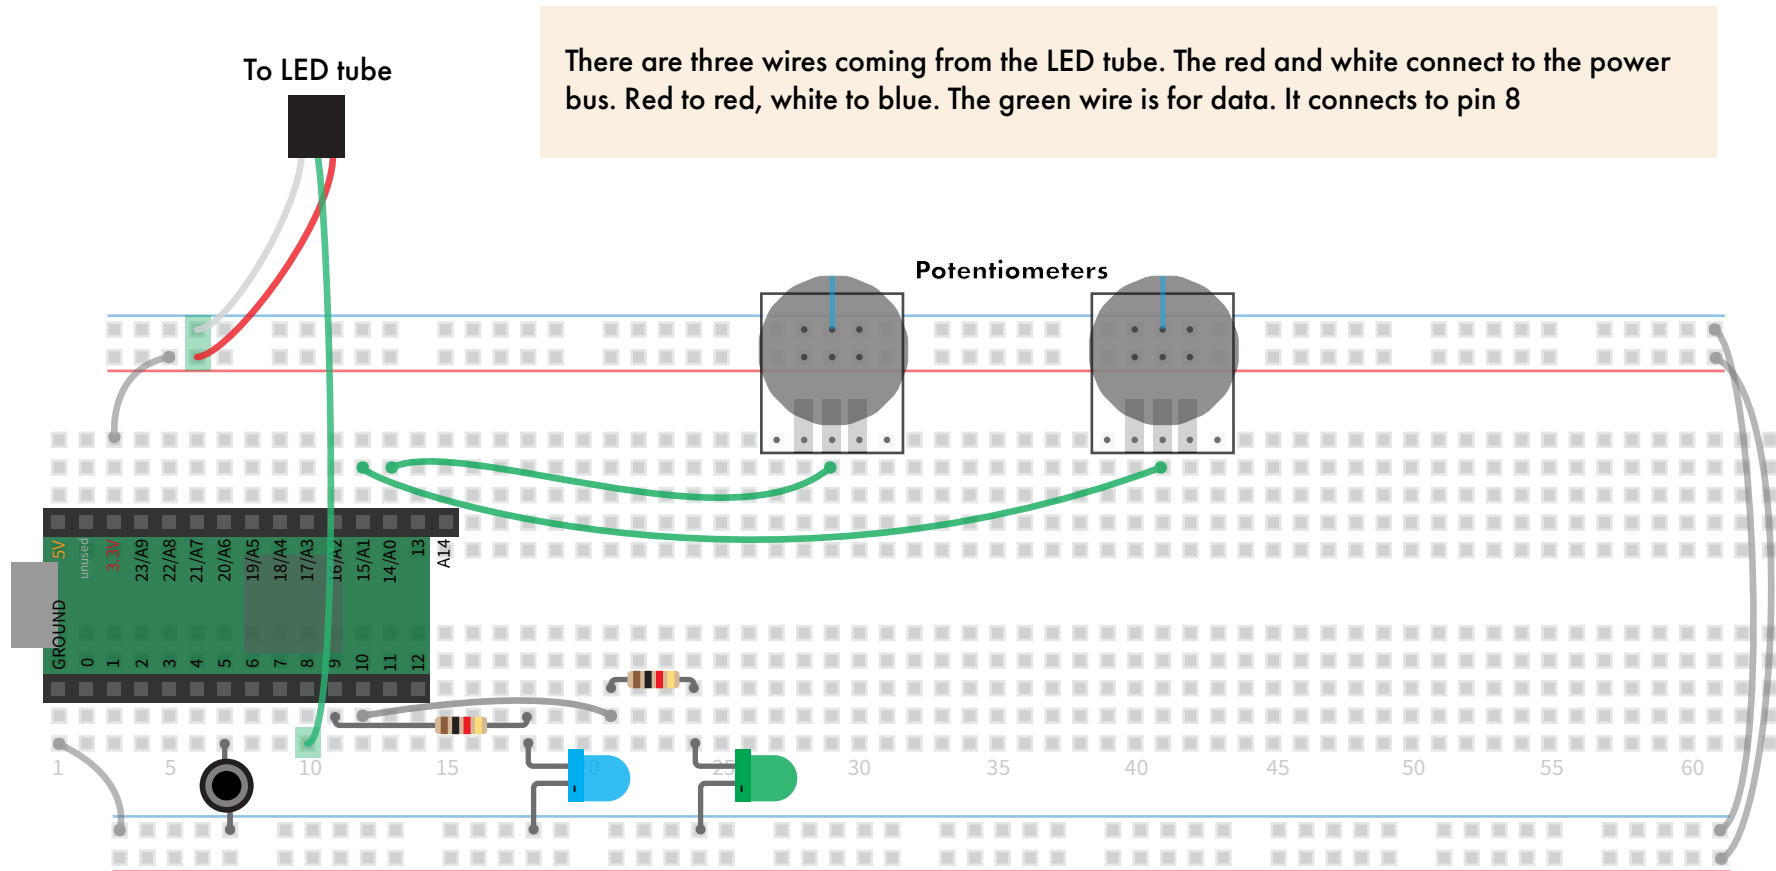 There are three wires coming from the LED tube. The red and white connect to the power
bus. Red to red, white to blue. The green wire is for data. It connects to pin 8
To LED tube
Potentiometers
5V unused 3.3V 23/A9 22/A8 21/A7 20/A6 19/A5 18/A4 17/A3 16/A2 15/A1 14/A0 13 A14
GROUND 0 1 2 3 4 5 6 7 8 9 10 11 12
1 5 10 15 20 25 30 35 40 45 50 55 60